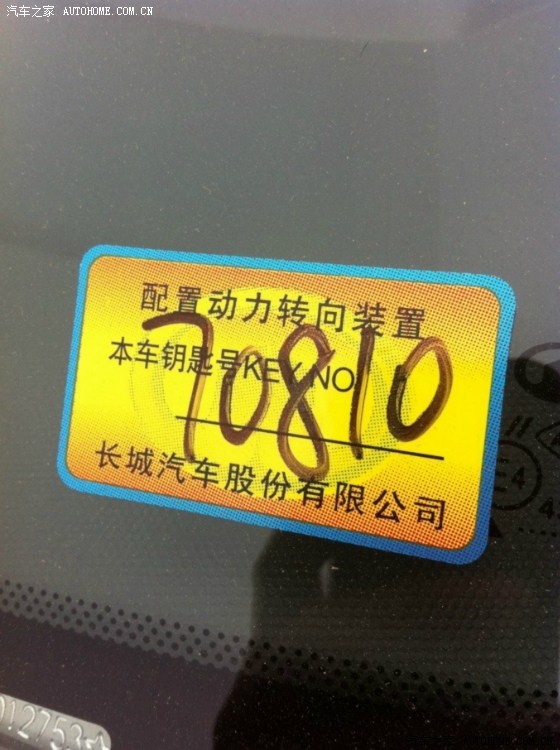 汽车之家 AUTOHOME.COM.CN
配置动力转向装置
本车钥匙号KEY NO
70810
长城汽车股份有限公司
4